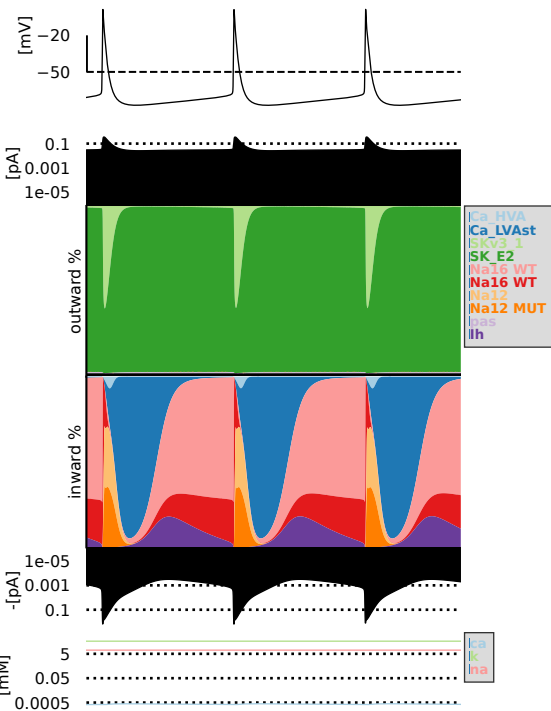 [mV]
−20
−50
[pA]
0.1
0.001
1e-05
outward %
Ca_HVA
Ca_LVAst
SKv3_1
SK_E2
Na16 WT
Na16 WT
Na12
Na12 MUT
pas
Ih
inward %
-[pA]
1e-05
0.001
0.1
[mM]
5
0.05
0.0005
ca
k
na